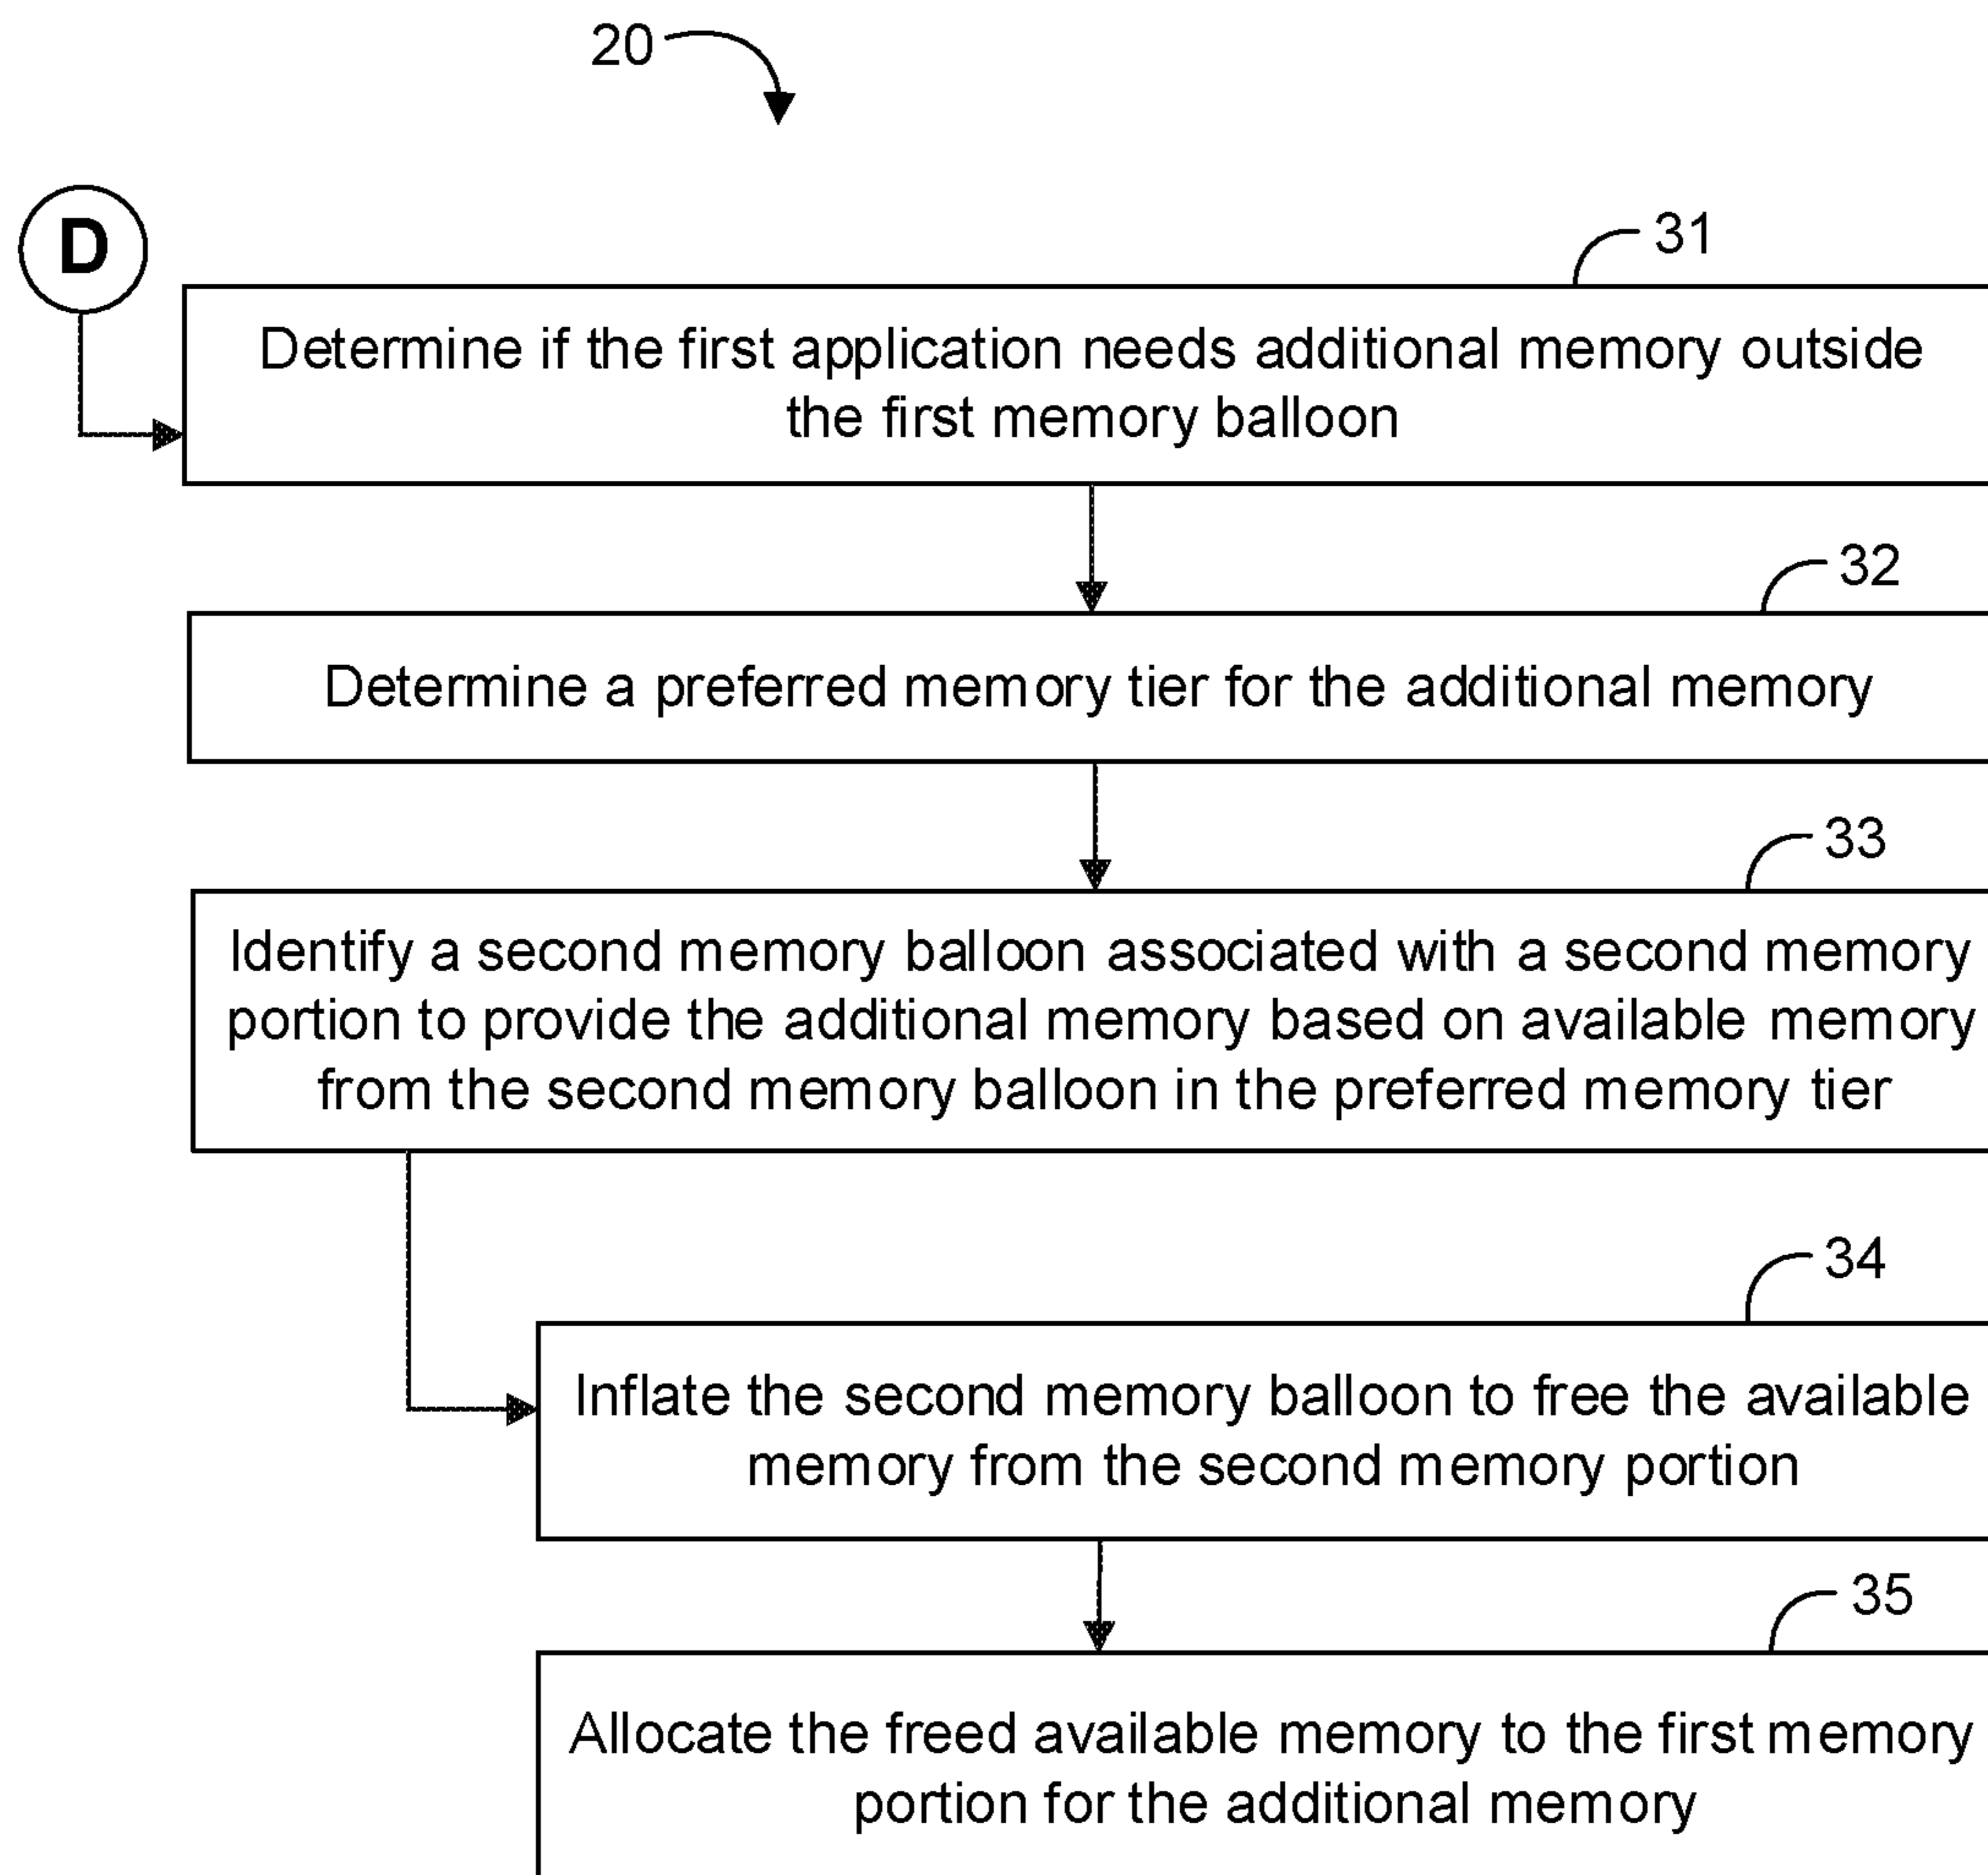 20
D
31
Determine if the first application needs additional memory outside
the first memory balloon
32
Determine a preferred memory tier for the additional memory
33
Identify a second memory balloon associated with a second memory
portion to provide the additional memory based on available memory
from the second memory balloon in the preferred memory tier
34
Inflate the second memory balloon to free the available
memory from the second memory portion
35
Allocate the freed available memory to the first memory
portion for the additional memory